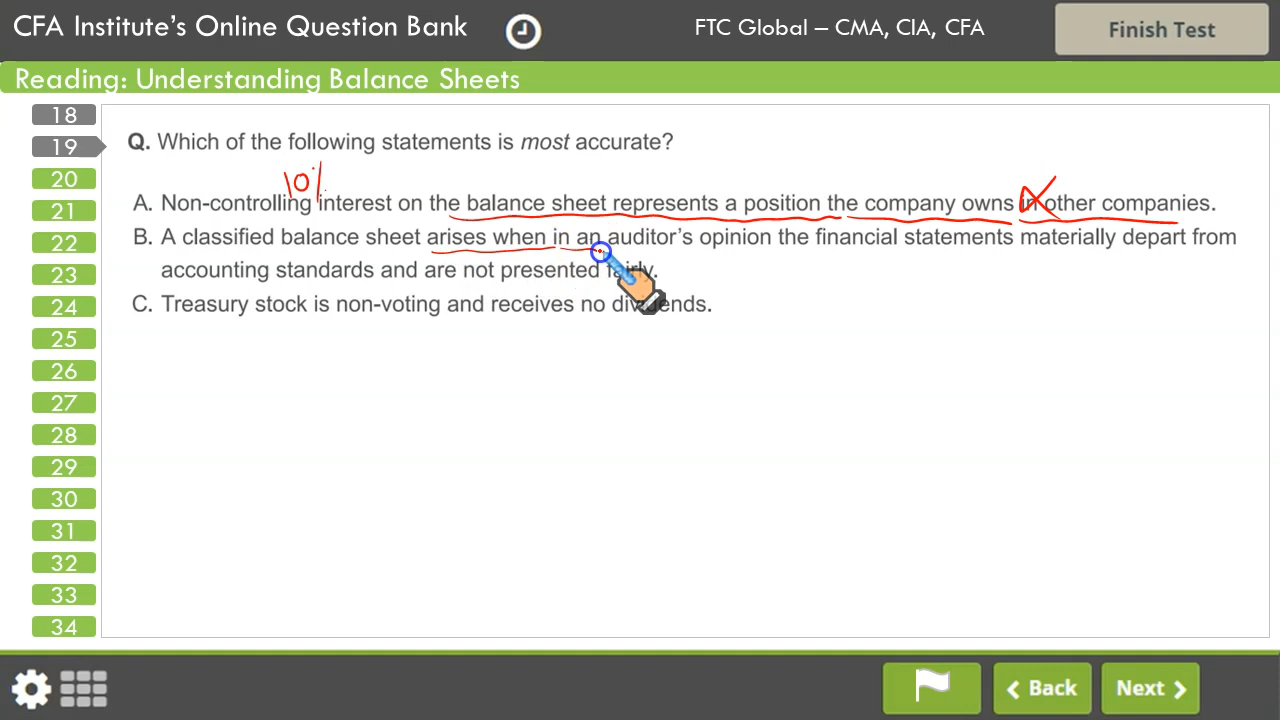 CFA Institute's Online Question Bank
FTC Global – CMA, CIA, CFA
Finish Test
Reading: Understanding Balance Sheets
18
19
20
21
22
23
24
25
26
27
28
29
30
31
32
33
34
Q. Which of the following statements is most accurate?
10%
A. Non-controlling interest on the balance sheet represents a position the company owns in other companies.
B. A classified balance sheet arises when in an auditor's opinion the financial statements materially depart from
accounting standards and are not presented fairly.
C. Treasury stock is non-voting and receives no dividends.
Back
Next